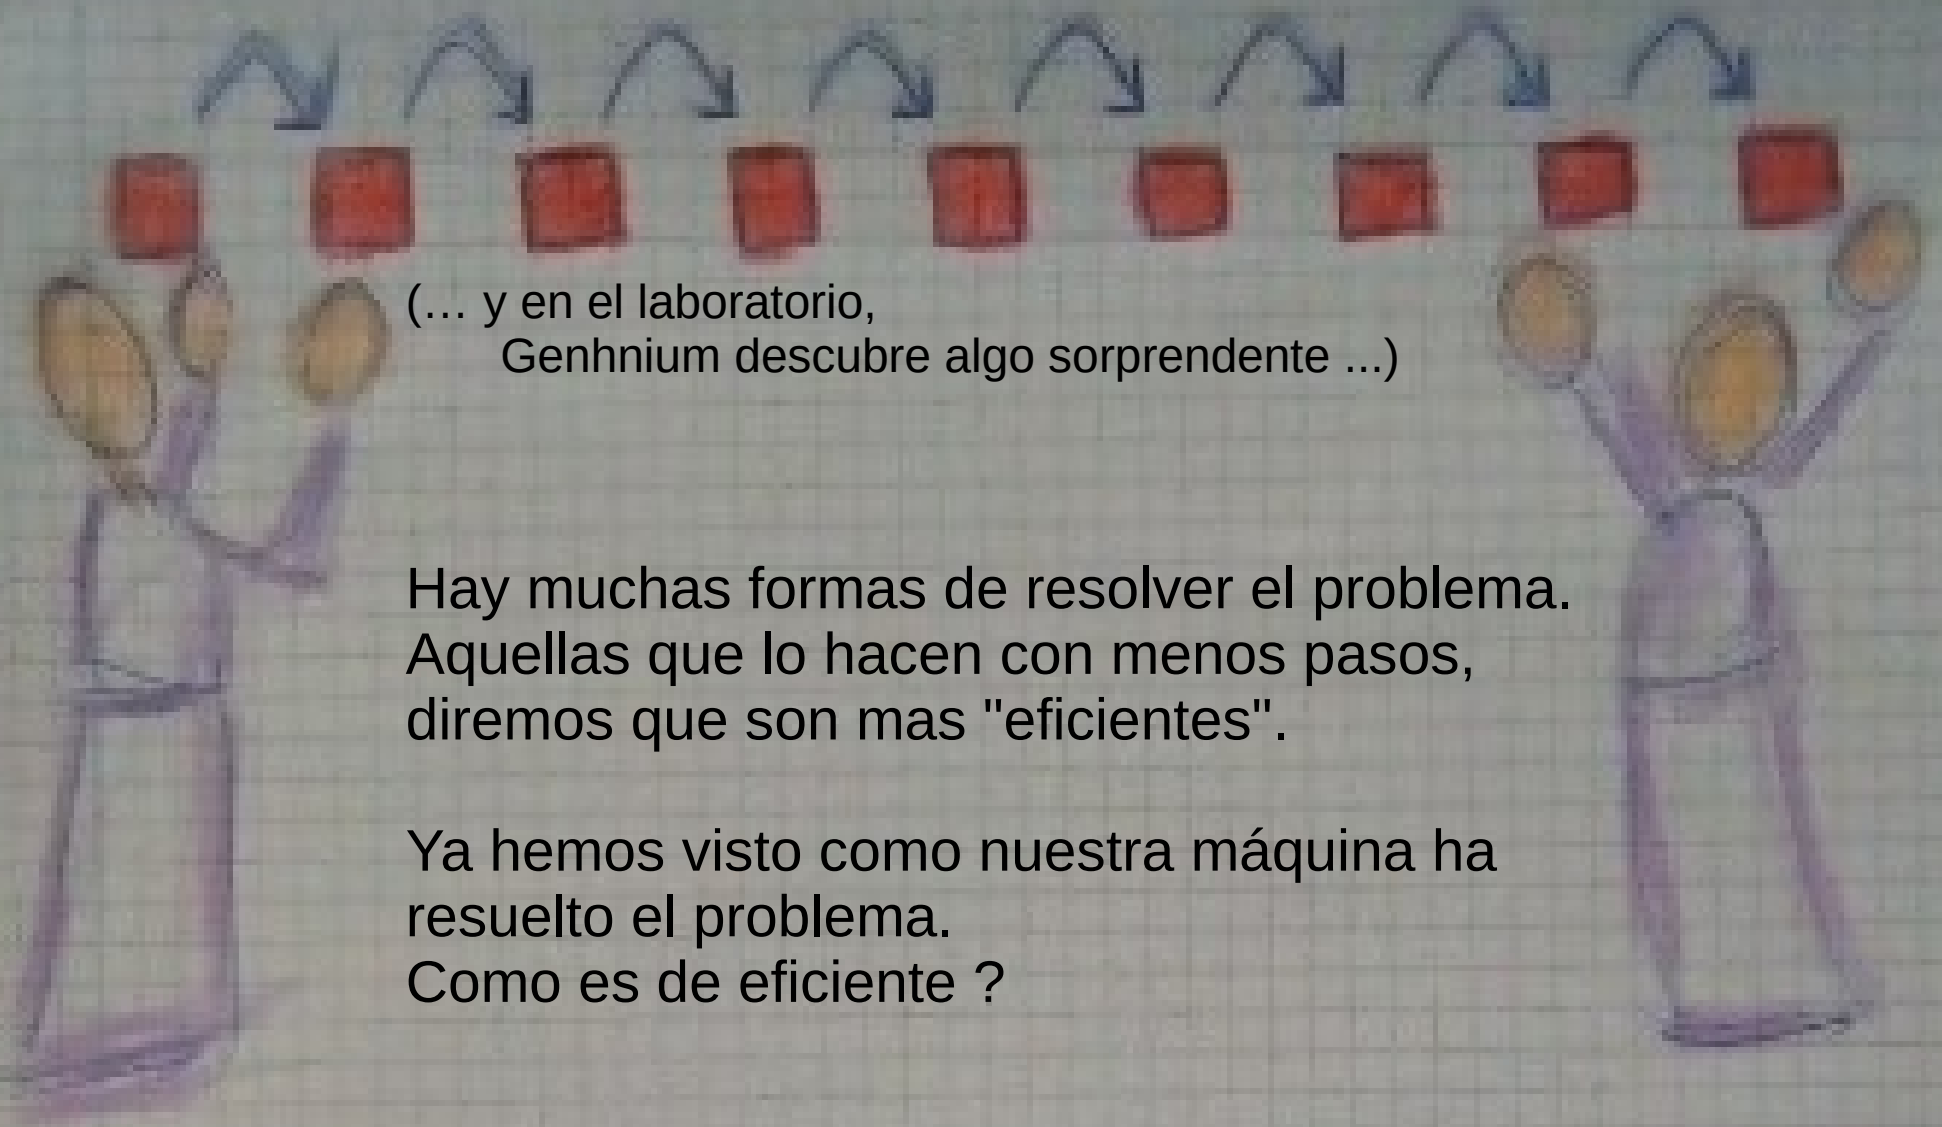 (… y en el laboratorio,
Genhnium descubre algo sorprendente ...)
Hay muchas formas de resolver el problema.
Aquellas que lo hacen con menos pasos,
diremos que son mas "eficientes".
Ya hemos visto como nuestra máquina ha
resuelto el problema.
Como es de eficiente ?